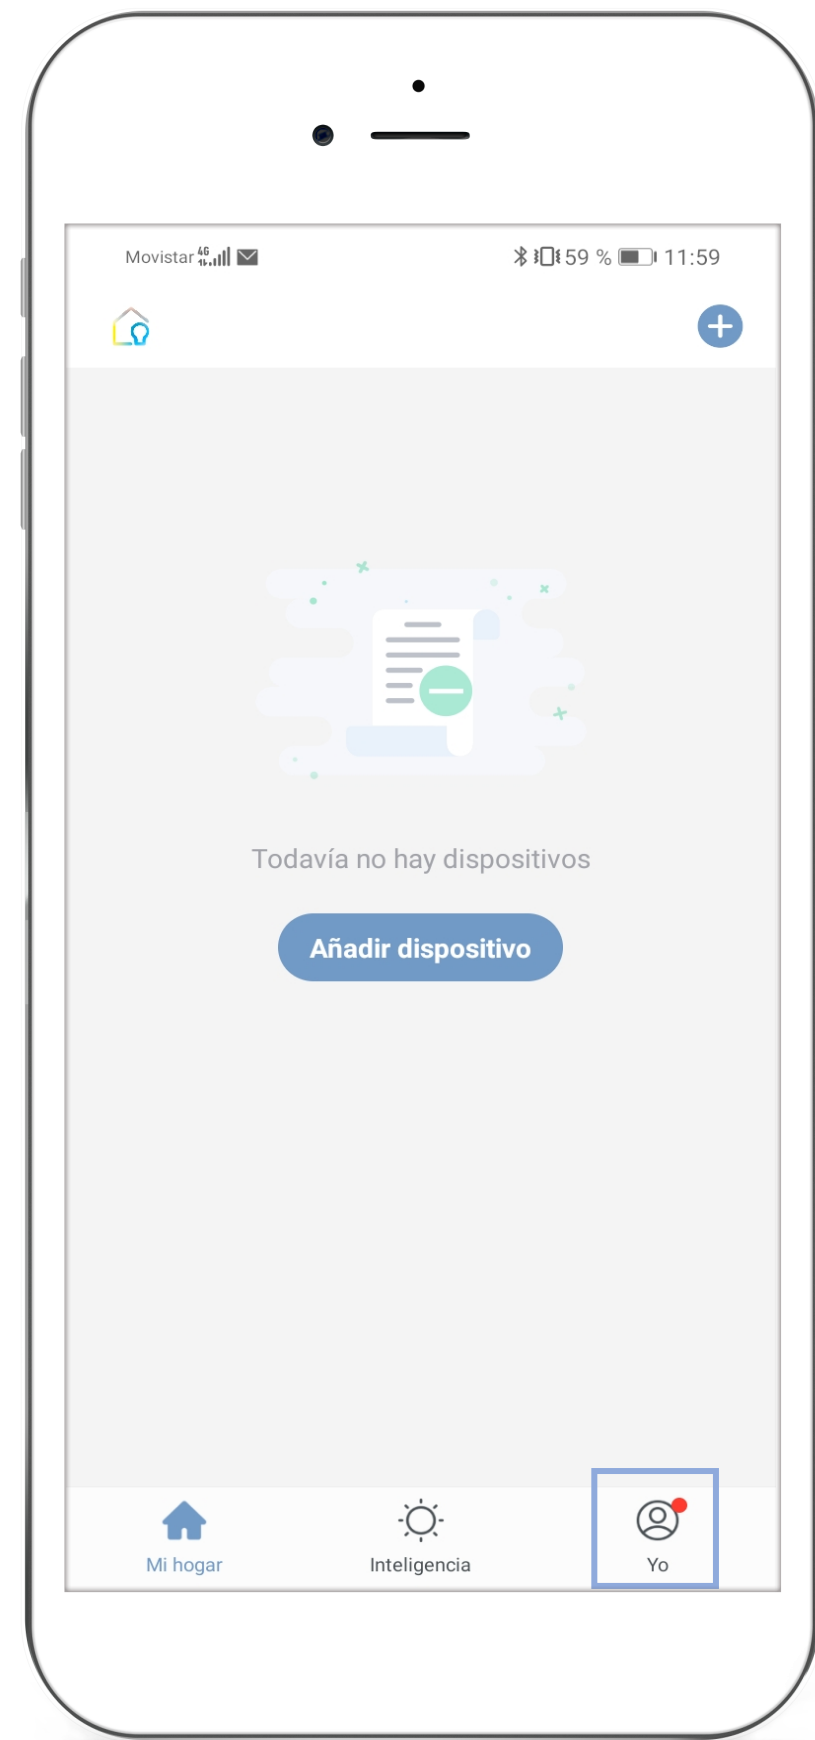 Movistar 4G 59 % 11:59
Todavía no hay dispositivos
Añadir dispositivo
Mi hogar Inteligencia Yo